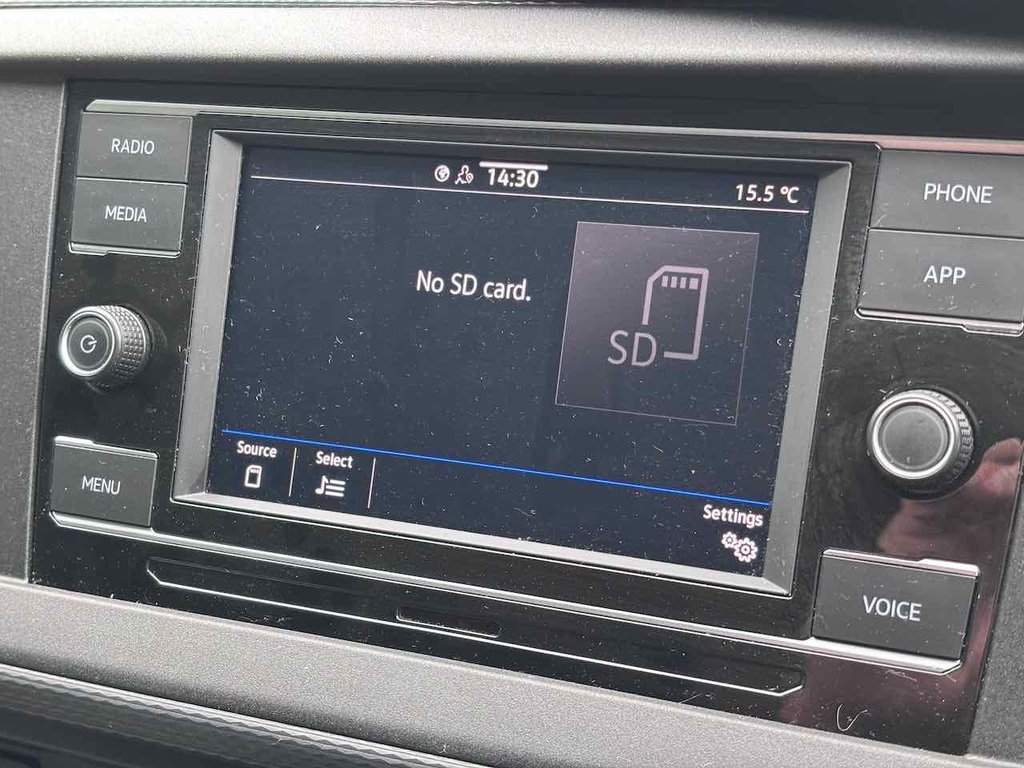 RADIO
MEDIA
MENU
14:30
15.5 °C
No SD card.
SD
Source
Select
Settings
PHONE
APP
VOICE